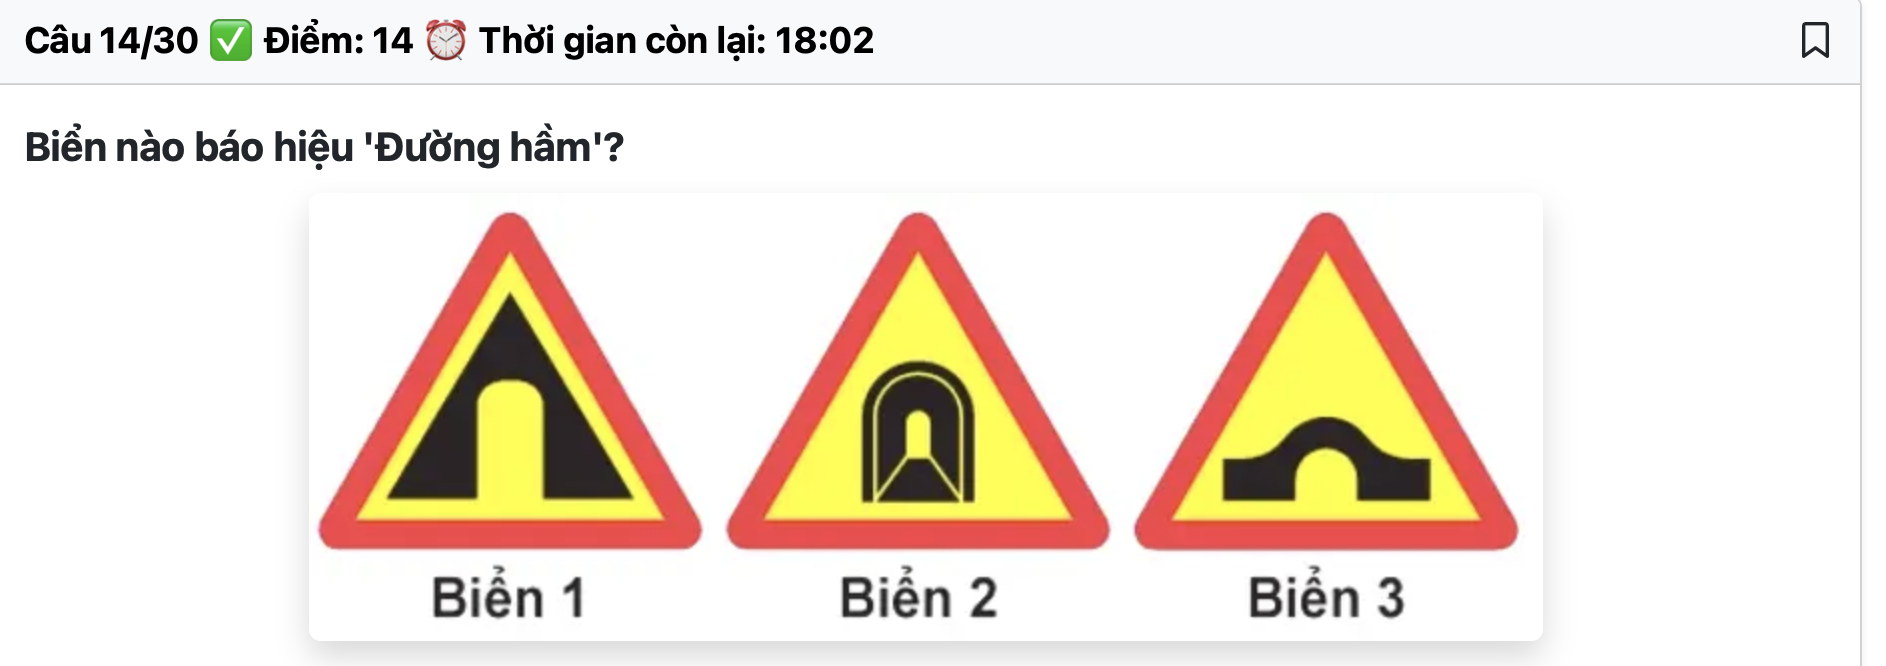 Câu 14/30 ✅ Điểm: 14 ⏰ Thời gian còn lại: 18:02
Biển nào báo hiệu 'Đường hầm'?
Biển 1
Biển 2
Biển 3